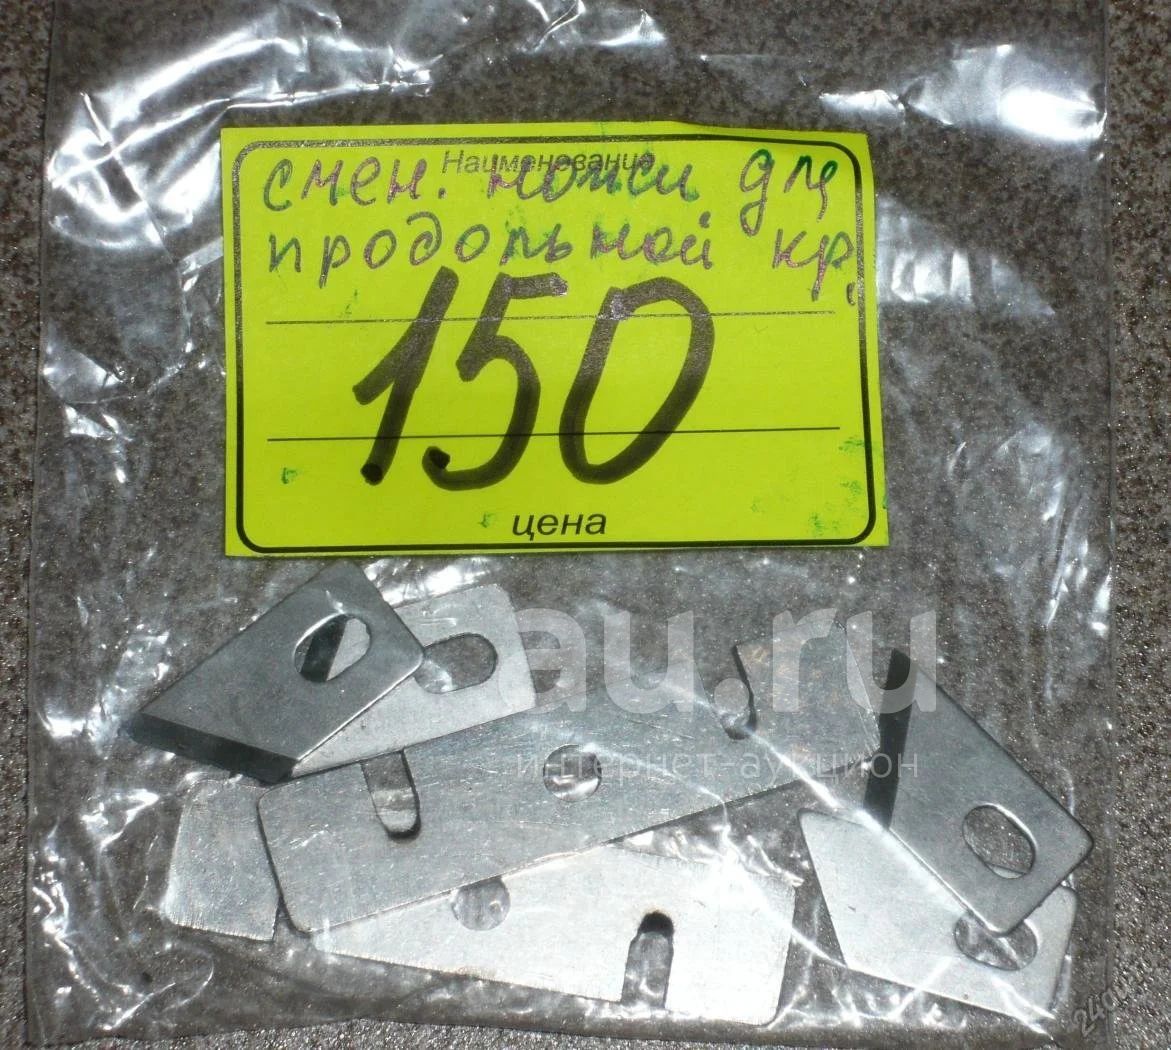 Наименование
смен. ножи для
продольной кр.
150
цена
au.ru
интернет-аукцион